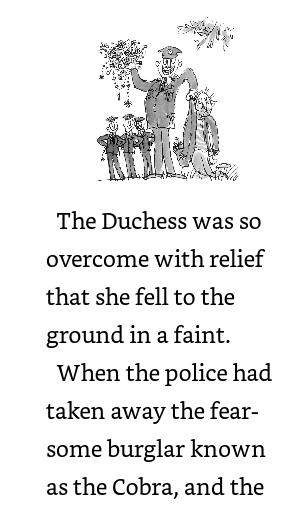 The Duchess was so
overcome with relief
that she fell to the
ground in a faint.
When the police had
taken away the fear-
some burglar known
as the Cobra, and the